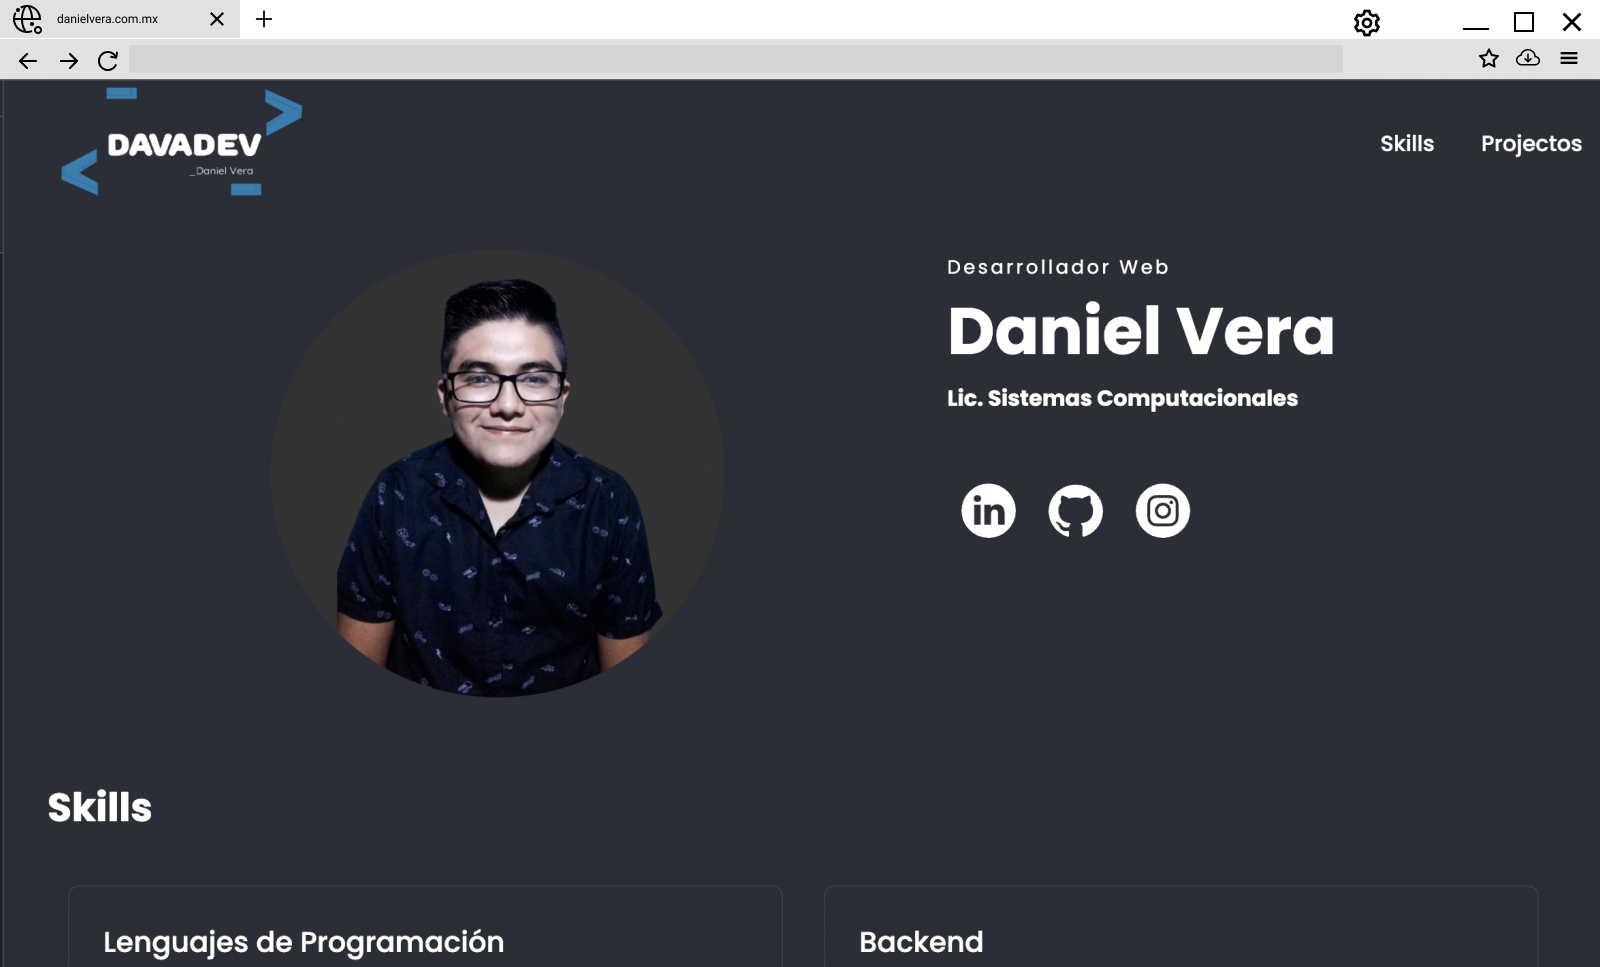 danielvera.com.mx
DAVADEV
_Daniel Vera
Skills
Projectos
Desarrollador Web
Daniel Vera
Lic. Sistemas Computacionales
in
Skills
Lenguajes de Programación
Backend